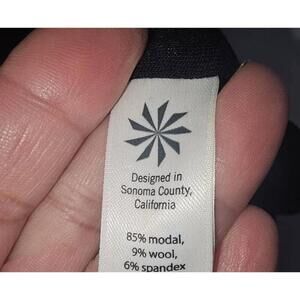 Designed in
Sonoma County,
California
85% modal,
9% wool,
6% spandex